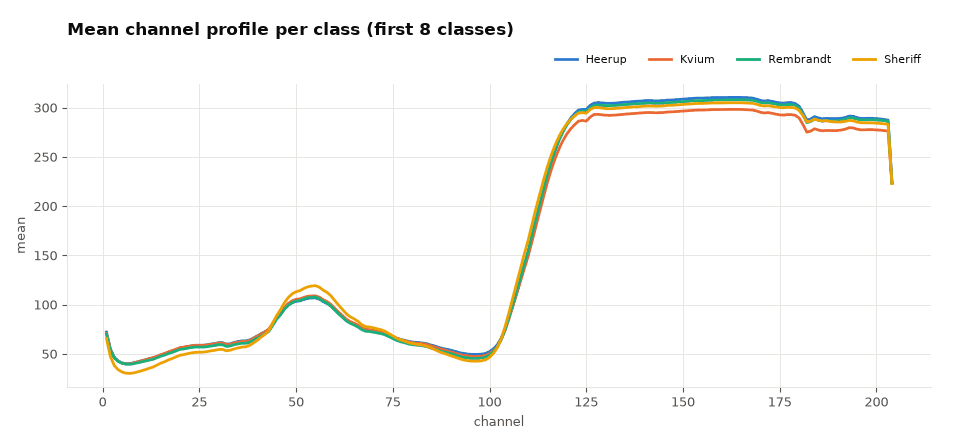 Mean channel profile per class (first 8 classes)
Heerup Kvium Rembrandt Sheriff
300
250
200
150
100
50
mean
0 25 50 75 100 125 150 175 200
channel